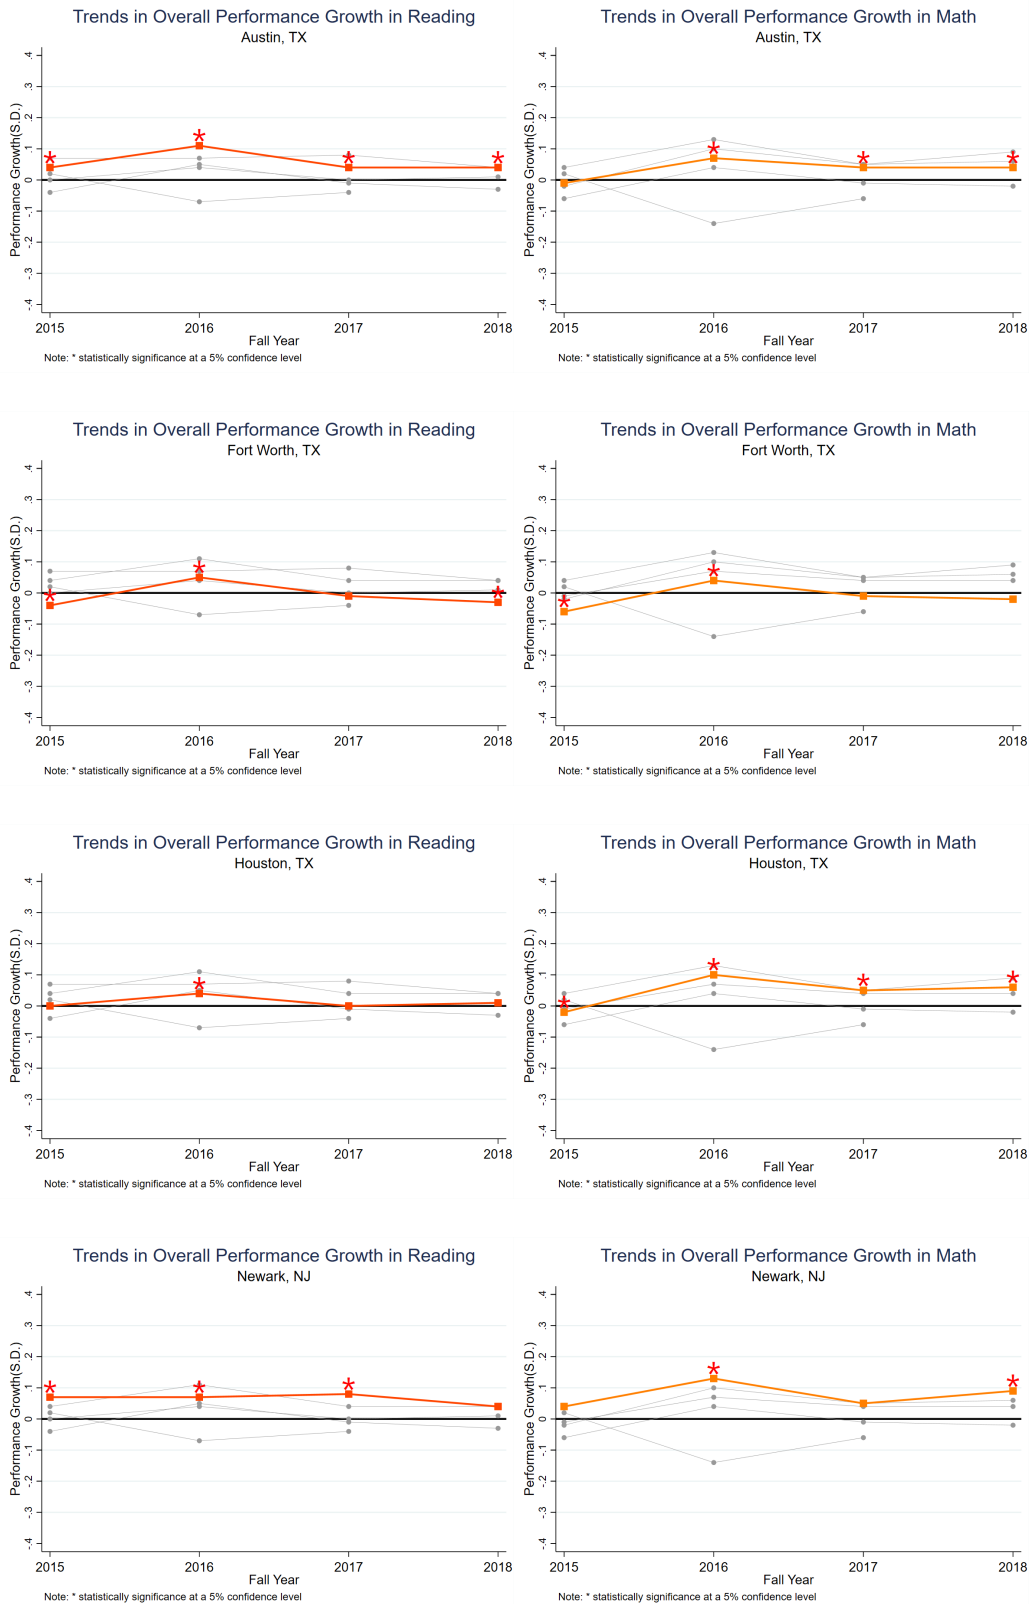 Trends in Overall Performance Growth in Reading
Austin, TX
Performance Growth(S.D.)
.4
.3
.2
.1
0
-.1
-.2
-.3
-.4
2015 2016 2017 2018
Fall Year
Note: * statistically significance at a 5% confidence level
Trends in Overall Performance Growth in Math
Austin, TX
Performance Growth(S.D.)
.4
.3
.2
.1
0
-.1
-.2
-.3
-.4
2015 2016 2017 2018
Fall Year
Note: * statistically significance at a 5% confidence level
Trends in Overall Performance Growth in Reading
Fort Worth, TX
Performance Growth(S.D.)
.4
.3
.2
.1
0
-.1
-.2
-.3
-.4
2015 2016 2017 2018
Fall Year
Note: * statistically significance at a 5% confidence level
Trends in Overall Performance Growth in Math
Fort Worth, TX
Performance Growth(S.D.)
.4
.3
.2
.1
0
-.1
-.2
-.3
-.4
2015 2016 2017 2018
Fall Year
Note: * statistically significance at a 5% confidence level
Trends in Overall Performance Growth in Reading
Houston, TX
Performance Growth(S.D.)
.4
.3
.2
.1
0
-.1
-.2
-.3
-.4
2015 2016 2017 2018
Fall Year
Note: * statistically significance at a 5% confidence level
Trends in Overall Performance Growth in Math
Houston, TX
Performance Growth(S.D.)
.4
.3
.2
.1
0
-.1
-.2
-.3
-.4
2015 2016 2017 2018
Fall Year
Note: * statistically significance at a 5% confidence level
Trends in Overall Performance Growth in Reading
Newark, NJ
Performance Growth(S.D.)
.4
.3
.2
.1
0
-.1
-.2
-.3
-.4
2015 2016 2017 2018
Fall Year
Note: * statistically significance at a 5% confidence level
Trends in Overall Performance Growth in Math
Newark, NJ
Performance Growth(S.D.)
.4
.3
.2
.1
0
-.1
-.2
-.3
-.4
2015 2016 2017 2018
Fall Year
Note: * statistically significance at a 5% confidence level